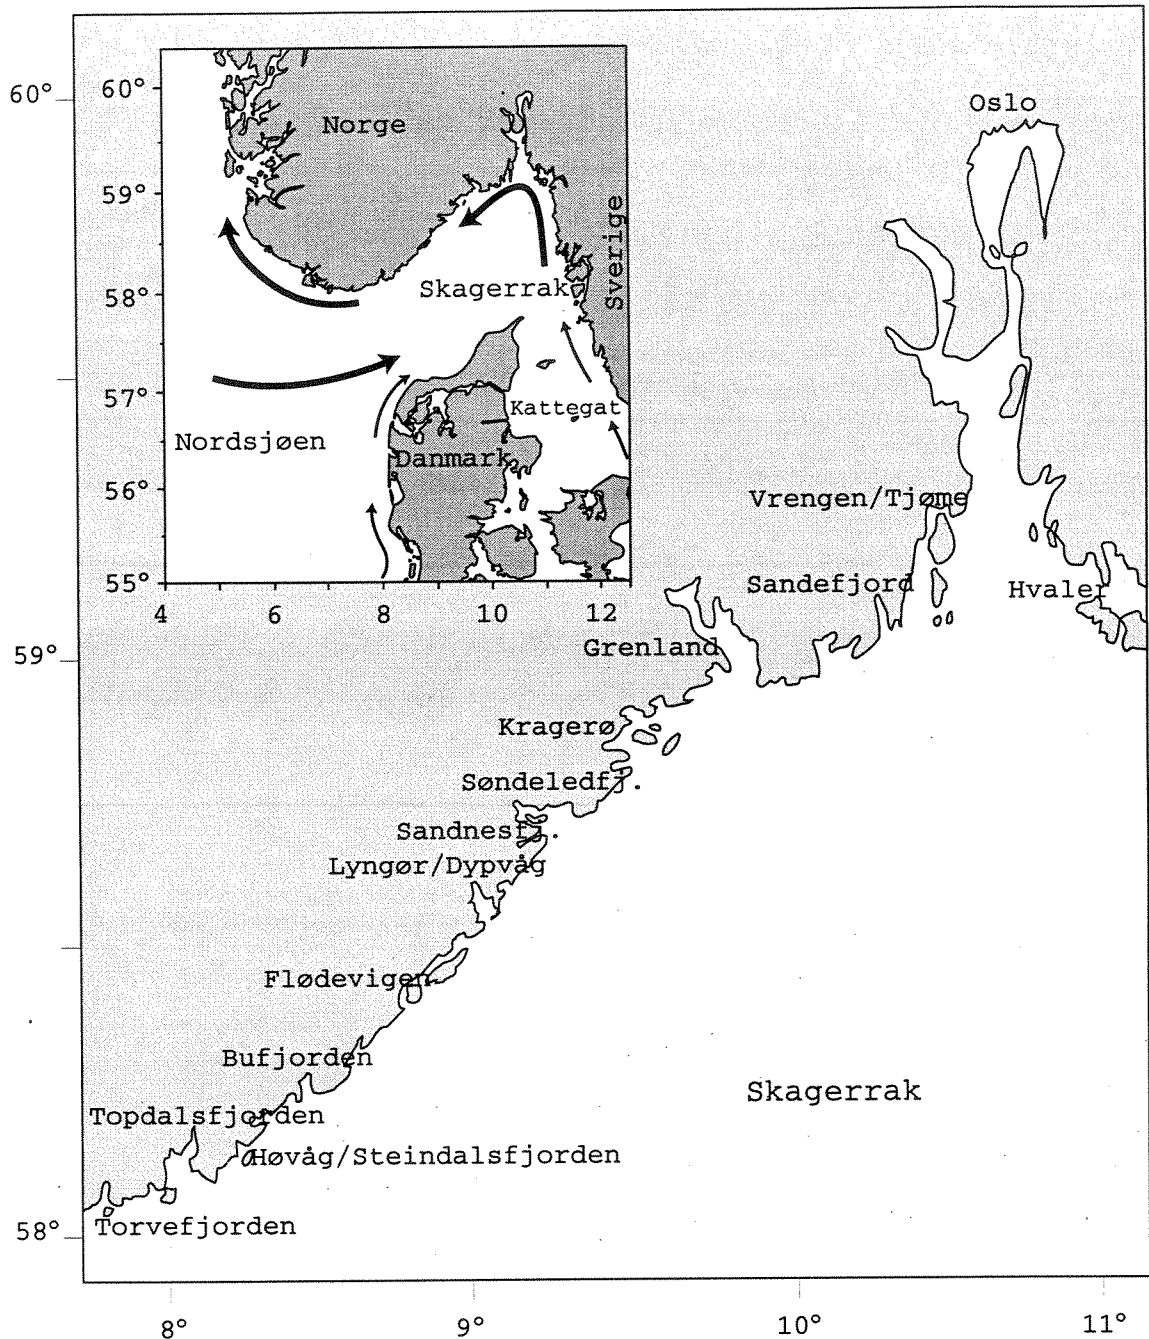 60°
Oslo
60°
Norge
59°
Sverige
58°
Skagerrak
57°
Kattegat
Nordsjøen
Danmark
56°
Vrengen/Tjøme
55°
Sandefjord
Hvaler
4 6 8 10 12
59°
Grenland
Kragerø
Søndeledfj.
Sandnesfj.
Lyngør/Dypvåg
Flødevigen
Bufjorden
Skagerrak
Topdalsfjorden
Høvåg/Steindalsfjorden
Torvefjorden
58°
8° 9° 10° 11°